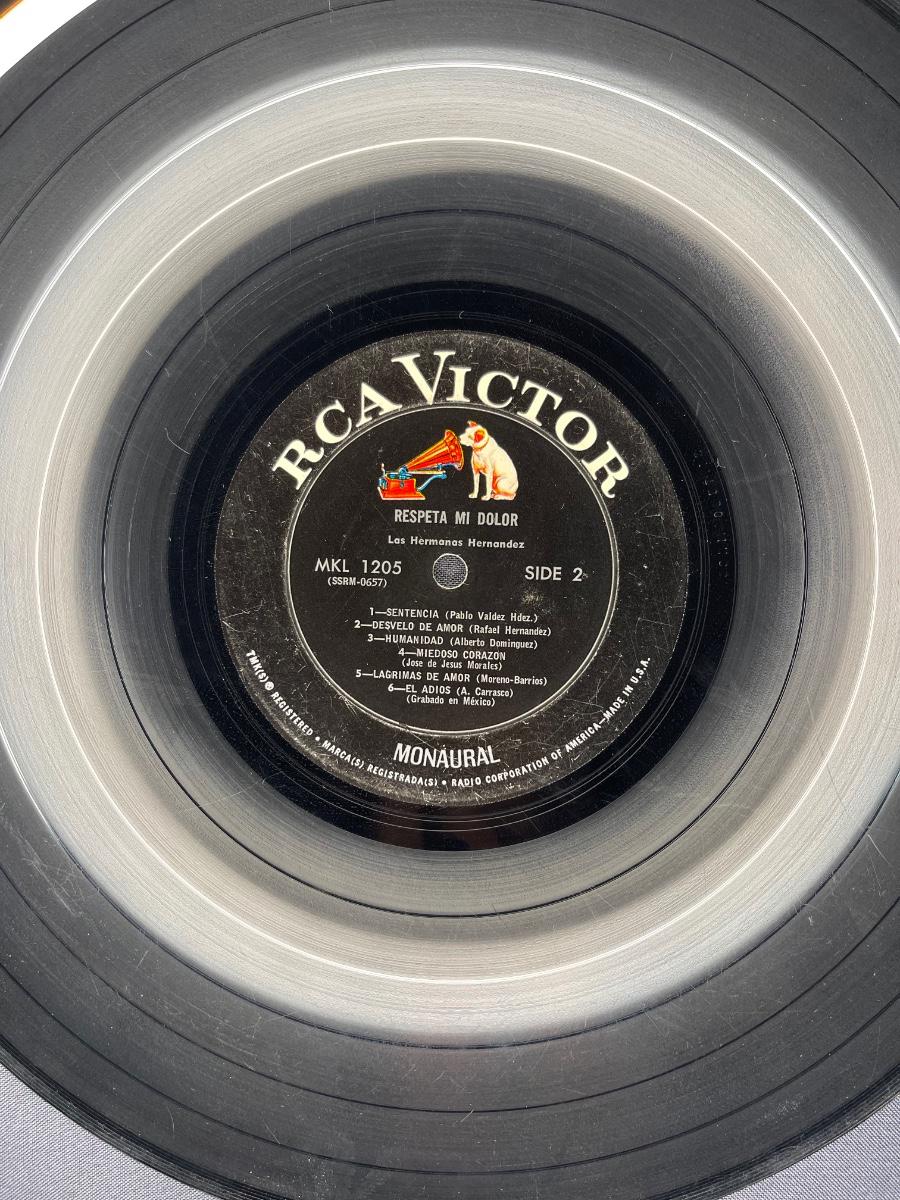 RCA VICTOR
RESPETA MI DOLOR
Las Hermanas Hernandez
MKL 1205
(SSRM-0657)
SIDE 2
1—SENTENCIA (Pablo Valdez Hdez.)
2—DESVELO DE AMOR (Rafael Hernandez)
3—HUMANIDAD (Alberto Dominguez)
4—MIEDOSO CORAZON
(Jose de Jesus Morales)
5—LAGRIMAS DE AMOR (Moreno-Barrios)
6—EL ADIOS (A. Carrasco)
(Grabado en México)
MONAURAL
TMK(S) ® REGISTERED • MARCA(S) REGISTRADA(S) • RADIO CORPORATION OF AMERICA—MADE IN U.S.A.